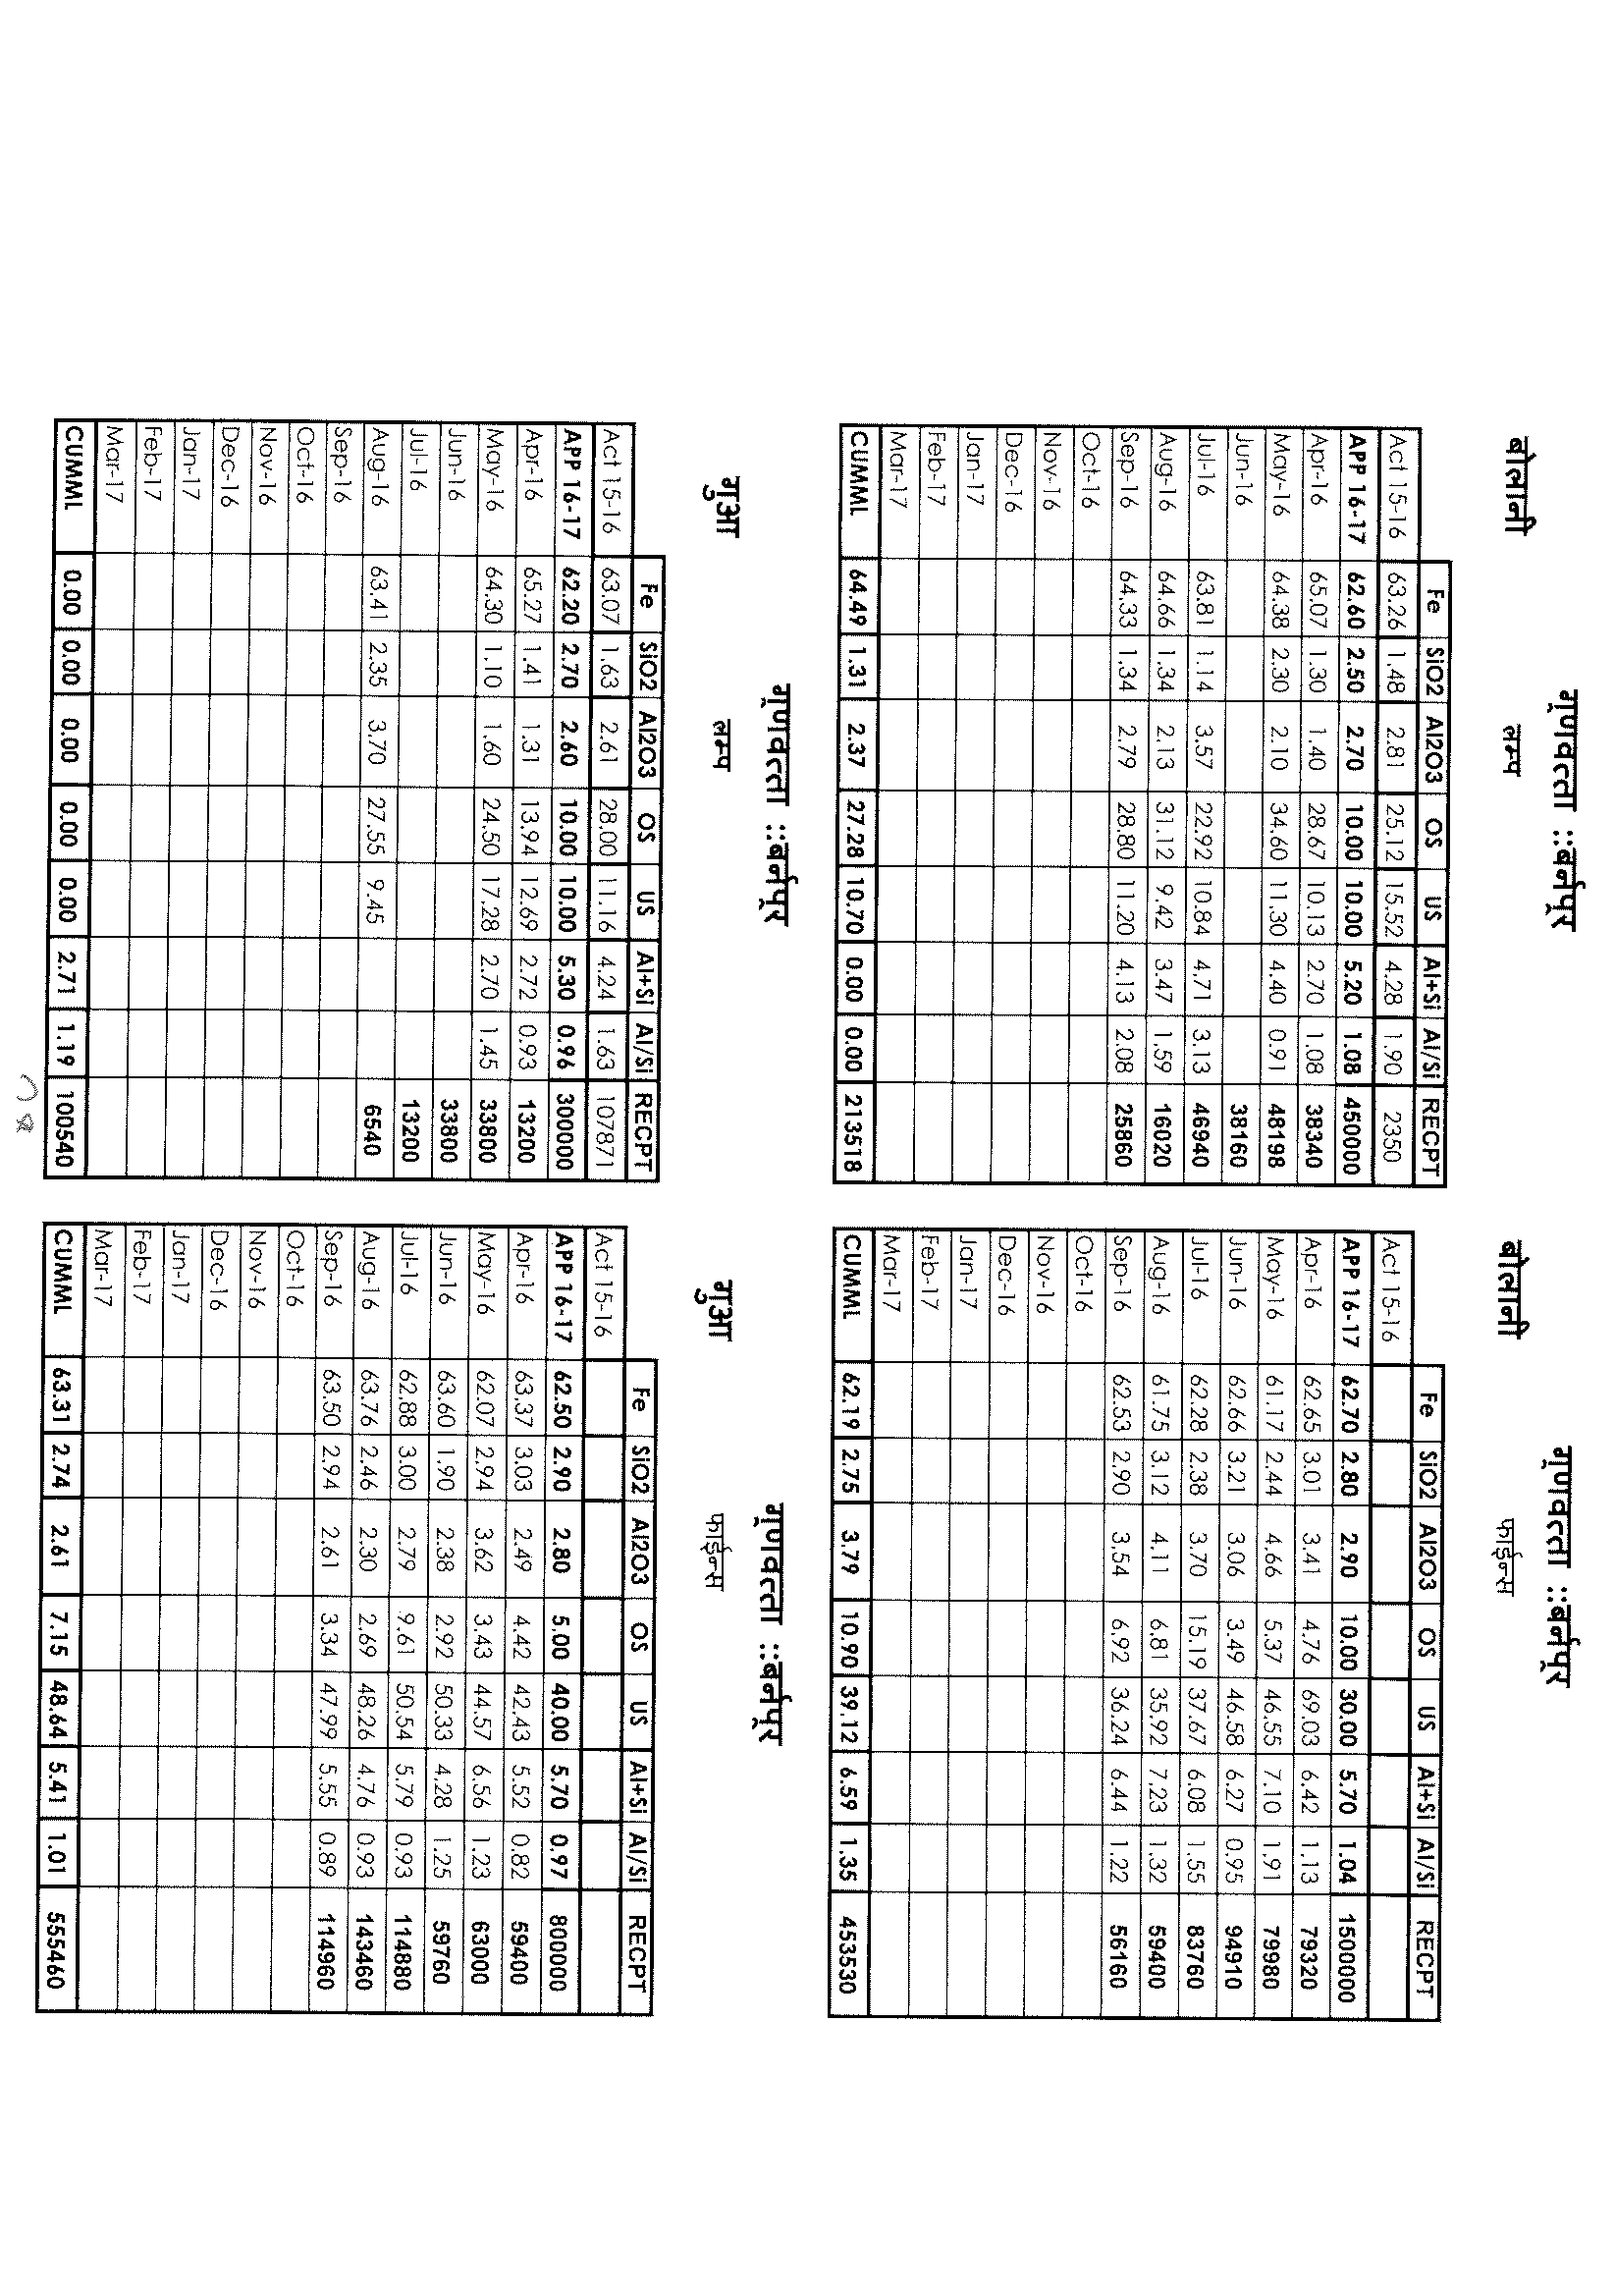 गुणवत्ता ::बर्नपुर
बोलानी लम्प
Fe SiO2 Al2O3 OS US Al+Si Al/Si RECPT
Act 15-16 63.26 1.48 2.81 25.12 15.52 4.28 1.90 2350
APP 16-17 62.60 2.50 2.70 10.00 10.00 5.20 1.08 450000
Apr-16 65.07 1.30 1.40 28.67 10.13 2.70 1.08 38340
May-16 64.38 2.30 2.10 34.60 11.30 4.40 0.91 48198
Jun-16 38160
Jul-16 63.81 1.14 3.57 22.92 10.84 4.71 3.13 46940
Aug-16 64.66 1.34 2.13 31.12 9.42 3.47 1.59 16020
Sep-16 64.33 1.34 2.79 28.80 11.20 4.13 2.08 25860
Oct-16
Nov-16
Dec-16
Jan-17
Feb-17
Mar-17
CUMML 64.49 1.31 2.37 27.28 10.70 0.00 0.00 213518
गुणवत्ता ::बर्नपुर
बोलानी फाईन्स
Fe SiO2 Al2O3 OS US Al+Si Al/Si RECPT
Act 15-16
APP 16-17 62.70 2.80 2.90 10.00 30.00 5.70 1.04 1500000
Apr-16 62.65 3.01 3.41 4.76 69.03 6.42 1.13 79320
May-16 61.17 2.44 4.66 5.37 46.55 7.10 1.91 79980
Jun-16 62.66 3.21 3.06 3.49 46.58 6.27 0.95 94910
Jul-16 62.28 2.38 3.70 15.19 37.67 6.08 1.55 83760
Aug-16 61.75 3.12 4.11 6.81 35.92 7.23 1.32 59400
Sep-16 62.53 2.90 3.54 6.92 36.24 6.44 1.22 56160
Oct-16
Nov-16
Dec-16
Jan-17
Feb-17
Mar-17
CUMML 62.19 2.75 3.79 10.90 39.12 6.59 1.35 453530
गुणवत्ता ::बर्नपुर
गुआ लम्प
Fe SiO2 Al2O3 OS US Al+Si Al/Si RECPT
Act 15-16 63.07 1.63 2.61 28.00 11.16 4.24 1.63 107871
APP 16-17 62.20 2.70 2.60 10.00 10.00 5.30 0.96 300000
Apr-16 65.27 1.41 1.31 13.94 12.69 2.72 0.93 13200
May-16 64.30 1.10 1.60 24.50 17.28 2.70 1.45 33800
Jun-16 33800
Jul-16 13200
Aug-16 63.41 2.35 3.70 27.55 9.45 6540
Sep-16
Oct-16
Nov-16
Dec-16
Jan-17
Feb-17
Mar-17
CUMML 0.00 0.00 0.00 0.00 0.00 2.71 1.19 100540
गुणवत्ता ::बर्नपुर
गुआ फाईन्स
Fe SiO2 Al2O3 OS US Al+Si Al/Si RECPT
Act 15-16
APP 16-17 62.50 2.90 2.80 5.00 40.00 5.70 0.97 800000
Apr-16 63.37 3.03 2.49 4.42 42.43 5.52 0.82 59400
May-16 62.07 2.94 3.62 3.43 44.57 6.56 1.23 63000
Jun-16 63.60 1.90 2.38 2.92 50.33 4.28 1.25 59760
Jul-16 62.88 3.00 2.79 9.61 50.54 5.79 0.93 114880
Aug-16 63.76 2.46 2.30 2.69 48.26 4.76 0.93 143460
Sep-16 63.50 2.94 2.61 3.34 47.99 5.55 0.89 114960
Oct-16
Nov-16
Dec-16
Jan-17
Feb-17
Mar-17
CUMML 63.31 2.74 2.61 7.15 48.64 5.41 1.01 555460